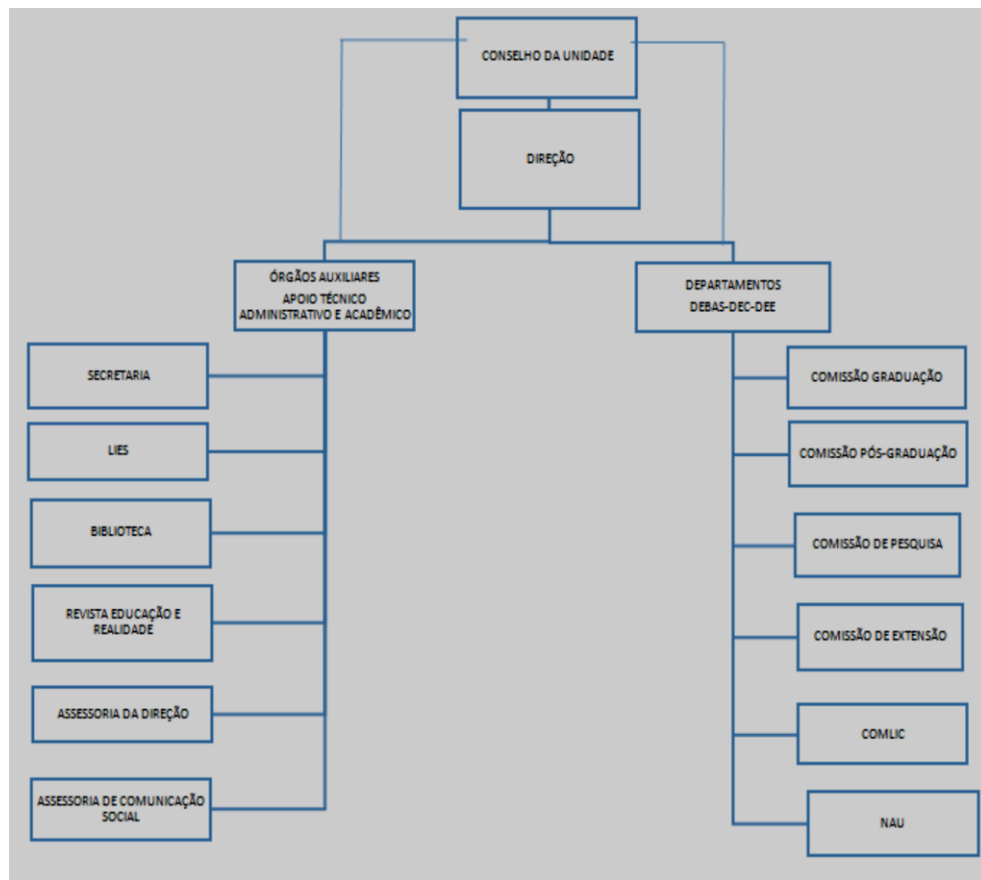 CONSELHO DA UNIDADE
DIREÇÃO
ÓRGÃOS AUXILIARES
APOIO TÉCNICO
ADMINISTRATIVO E ACADÊMICO
SECRETARIA
LIES
BIBLIOTECA
REVISTA EDUCAÇÃO E
REALIDADE
ASSESSORIA DA DIREÇÃO
ASSESSORIA DE COMUNICAÇÃO
SOCIAL
DEPARTAMENTOS
DEBAS-DEC-DEE
COMISSÃO GRADUAÇÃO
COMISSÃO PÓS-GRADUAÇÃO
COMISSÃO DE PESQUISA
COMISSÃO DE EXTENSÃO
COMLIC
NAU